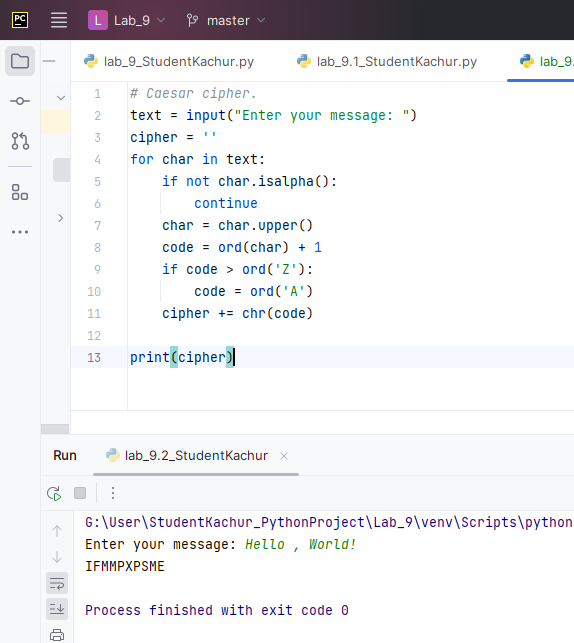 PC
L Lab_9 master
lab_9_StudentKachur.py lab_9.1_StudentKachur.py lab_9.
1 # Caesar cipher.
2 text = input("Enter your message: ")
3 cipher = ''
4 for char in text:
5     if not char.isalpha():
6         continue
7     char = char.upper()
8     code = ord(char) + 1
9     if code > ord('Z'):
10         code = ord('A')
11     cipher += chr(code)
12
13 print(cipher)
Run lab_9.2_StudentKachur ×
G:\User\StudentKachur_PythonProject\Lab_9\venv\Scripts\python
Enter your message: Hello , World!
IFMMPXPSME
Process finished with exit code 0